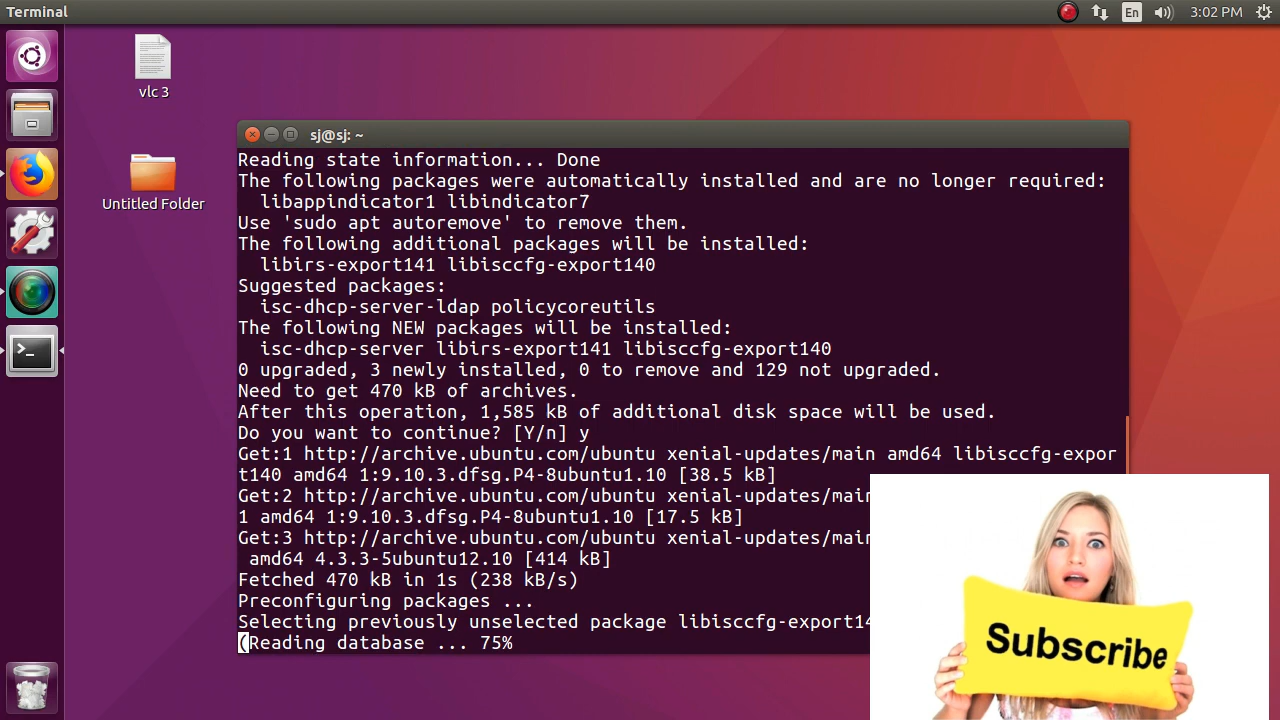 Terminal
En
3:02 PM
vlc 3
Untitled Folder
sj@sj: ~
Reading state information... Done
The following packages were automatically installed and are no longer required:
  libappindicator1 libindicator7
Use 'sudo apt autoremove' to remove them.
The following additional packages will be installed:
  libirs-export141 libisccfg-export140
Suggested packages:
  isc-dhcp-server-ldap policycoreutils
The following NEW packages will be installed:
  isc-dhcp-server libirs-export141 libisccfg-export140
0 upgraded, 3 newly installed, 0 to remove and 129 not upgraded.
Need to get 470 kB of archives.
After this operation, 1,585 kB of additional disk space will be used.
Do you want to continue? [Y/n] y
Get:1 http://archive.ubuntu.com/ubuntu xenial-updates/main amd64 libisccfg-expor
t140 amd64 1:9.10.3.dfsg.P4-8ubuntu1.10 [38.5 kB]
Get:2 http://archive.ubuntu.com/ubuntu xenial-updates/main
1 amd64 1:9.10.3.dfsg.P4-8ubuntu1.10 [17.5 kB]
Get:3 http://archive.ubuntu.com/ubuntu xenial-updates/main
 amd64 4.3.3-5ubuntu12.10 [414 kB]
Fetched 470 kB in 1s (238 kB/s)
Preconfiguring packages ...
Selecting previously unselected package libisccfg-export14
(Reading database ... 75%
Subscribe